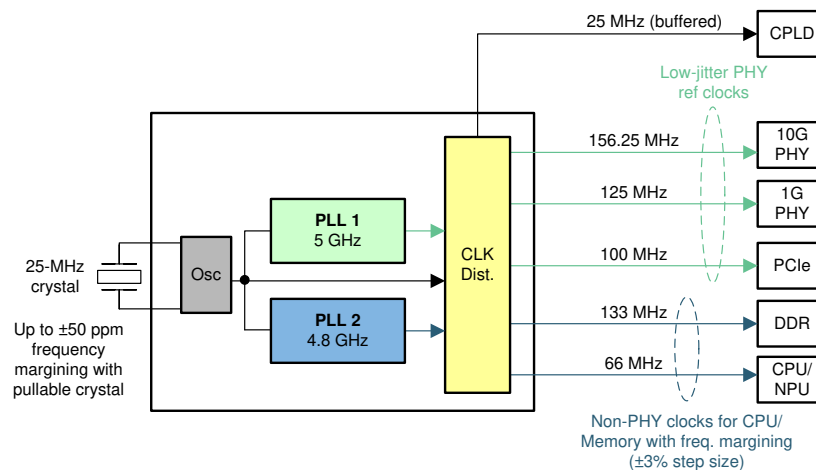 25 MHz (buffered)
CPLD
Low-jitter PHY
ref clocks
156.25 MHz
10G
PHY
125 MHz
1G
PHY
PLL 1
5 GHz
25-MHz
crystal
Osc
CLK
Dist.
100 MHz
PCIe
Up to ±50 ppm
frequency
margining with
pullable crystal
PLL 2
4.8 GHz
133 MHz
DDR
66 MHz
CPU/
NPU
Non-PHY clocks for CPU/
Memory with freq. margining
(±3% step size)